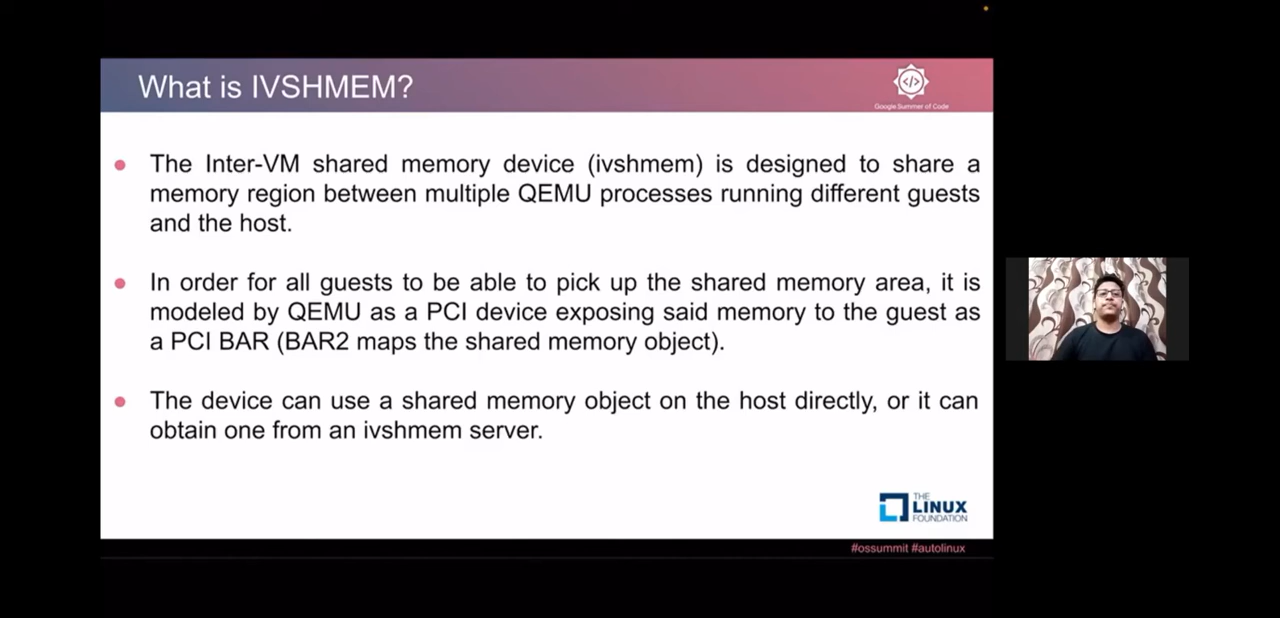 What is IVSHMEM?
</>
Google Summer of Code
The Inter-VM shared memory device (ivshmem) is designed to share a
memory region between multiple QEMU processes running different guests
and the host.
In order for all guests to be able to pick up the shared memory area, it is
modeled by QEMU as a PCI device exposing said memory to the guest as
a PCI BAR (BAR2 maps the shared memory object).
The device can use a shared memory object on the host directly, or it can
obtain one from an ivshmem server.
THE
LINUX
FOUNDATION
#ossummit #autolinux